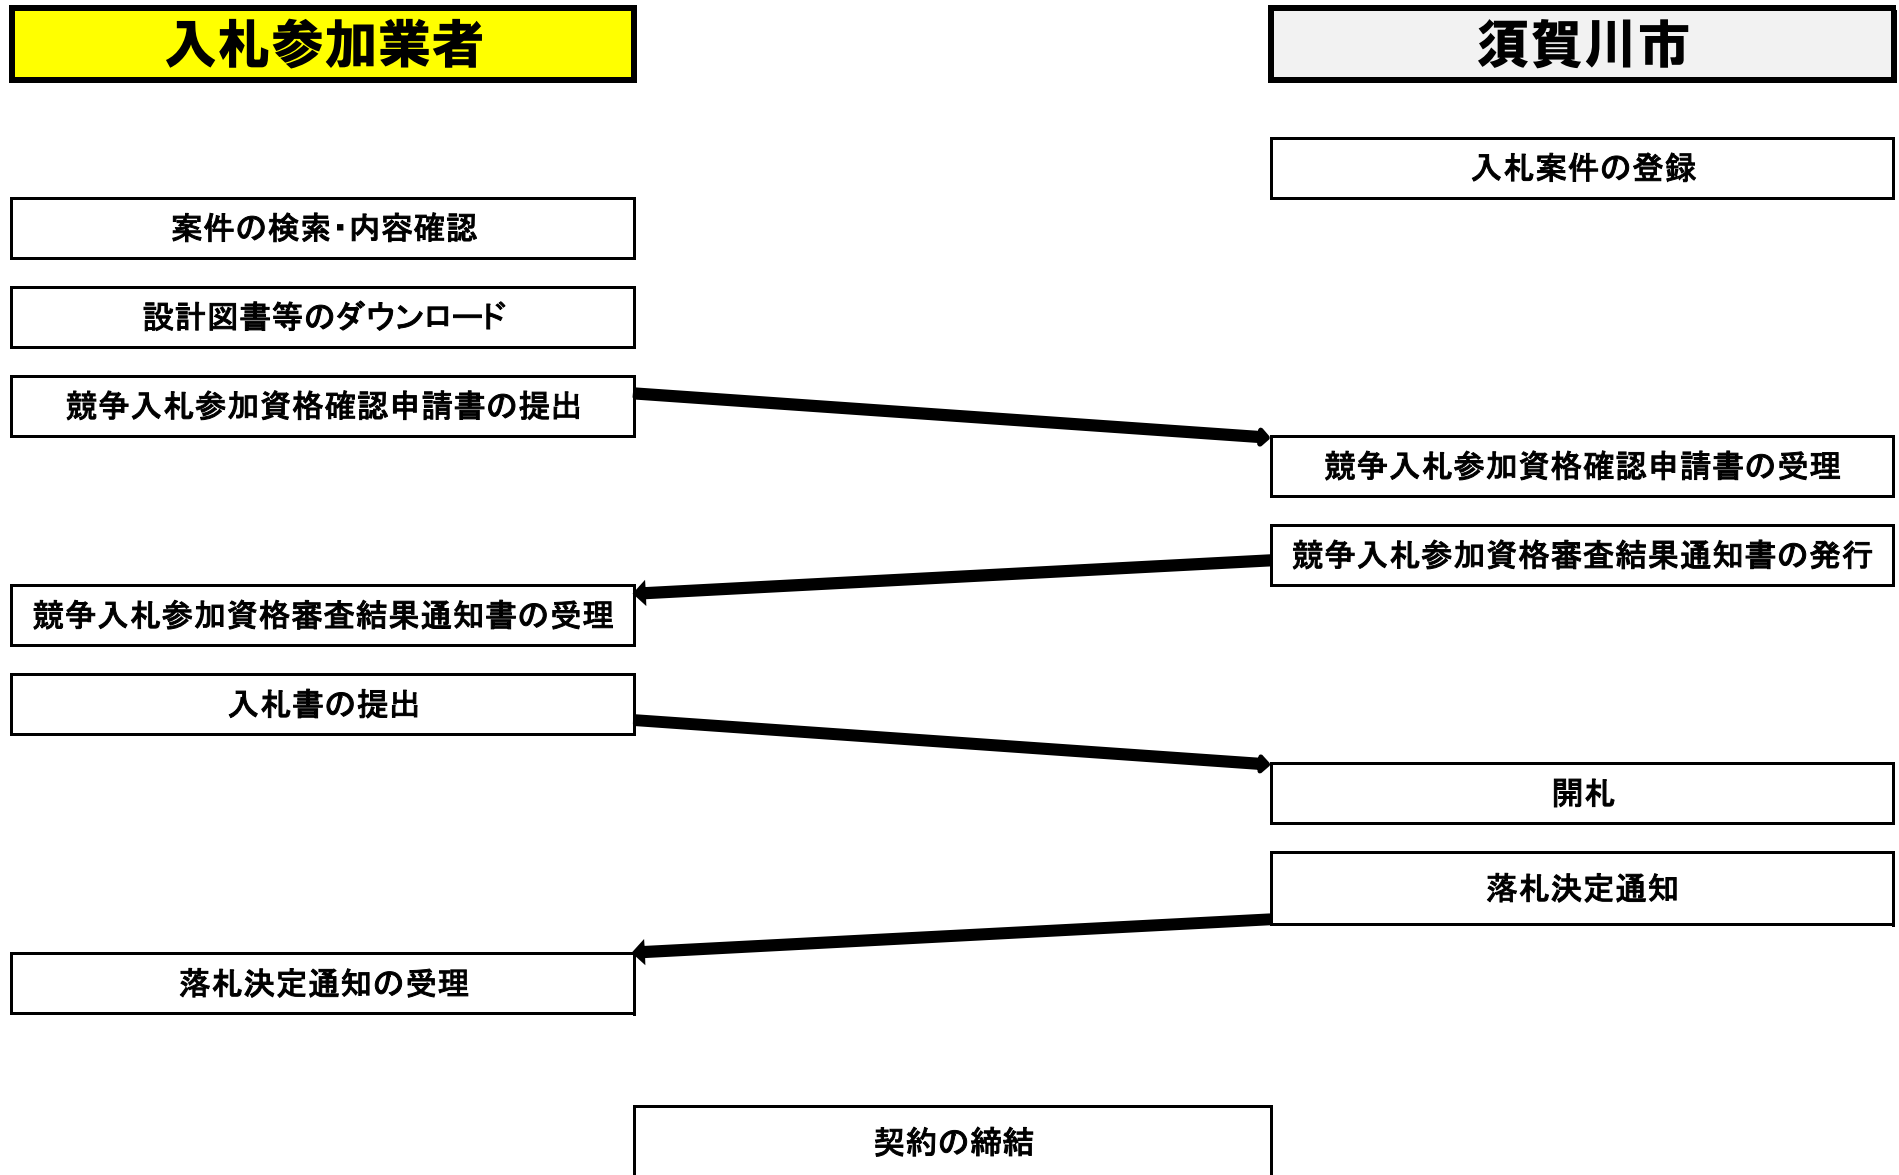 入札参加業者
須賀川市
入札案件の登録
案件の検索・内容確認
設計図書等のダウンロード
競争入札参加資格確認申請書の提出
競争入札参加資格確認申請書の受理
競争入札参加資格審査結果通知書の発行
競争入札参加資格審査結果通知書の受理
入札書の提出
開札
落札決定通知
落札決定通知の受理
契約の締結